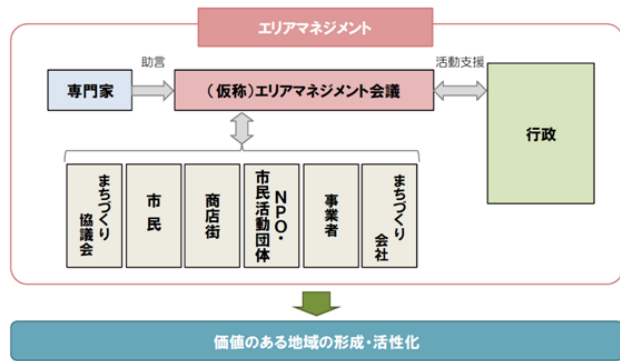 エリアマネジメント
助言
活動支援
専門家
（仮称）エリアマネジメント会議
行政
まちづくり
協議会
市民
商店街
NPO・
市民活動団体
事業者
まちづくり
会社
価値のある地域の形成・活性化